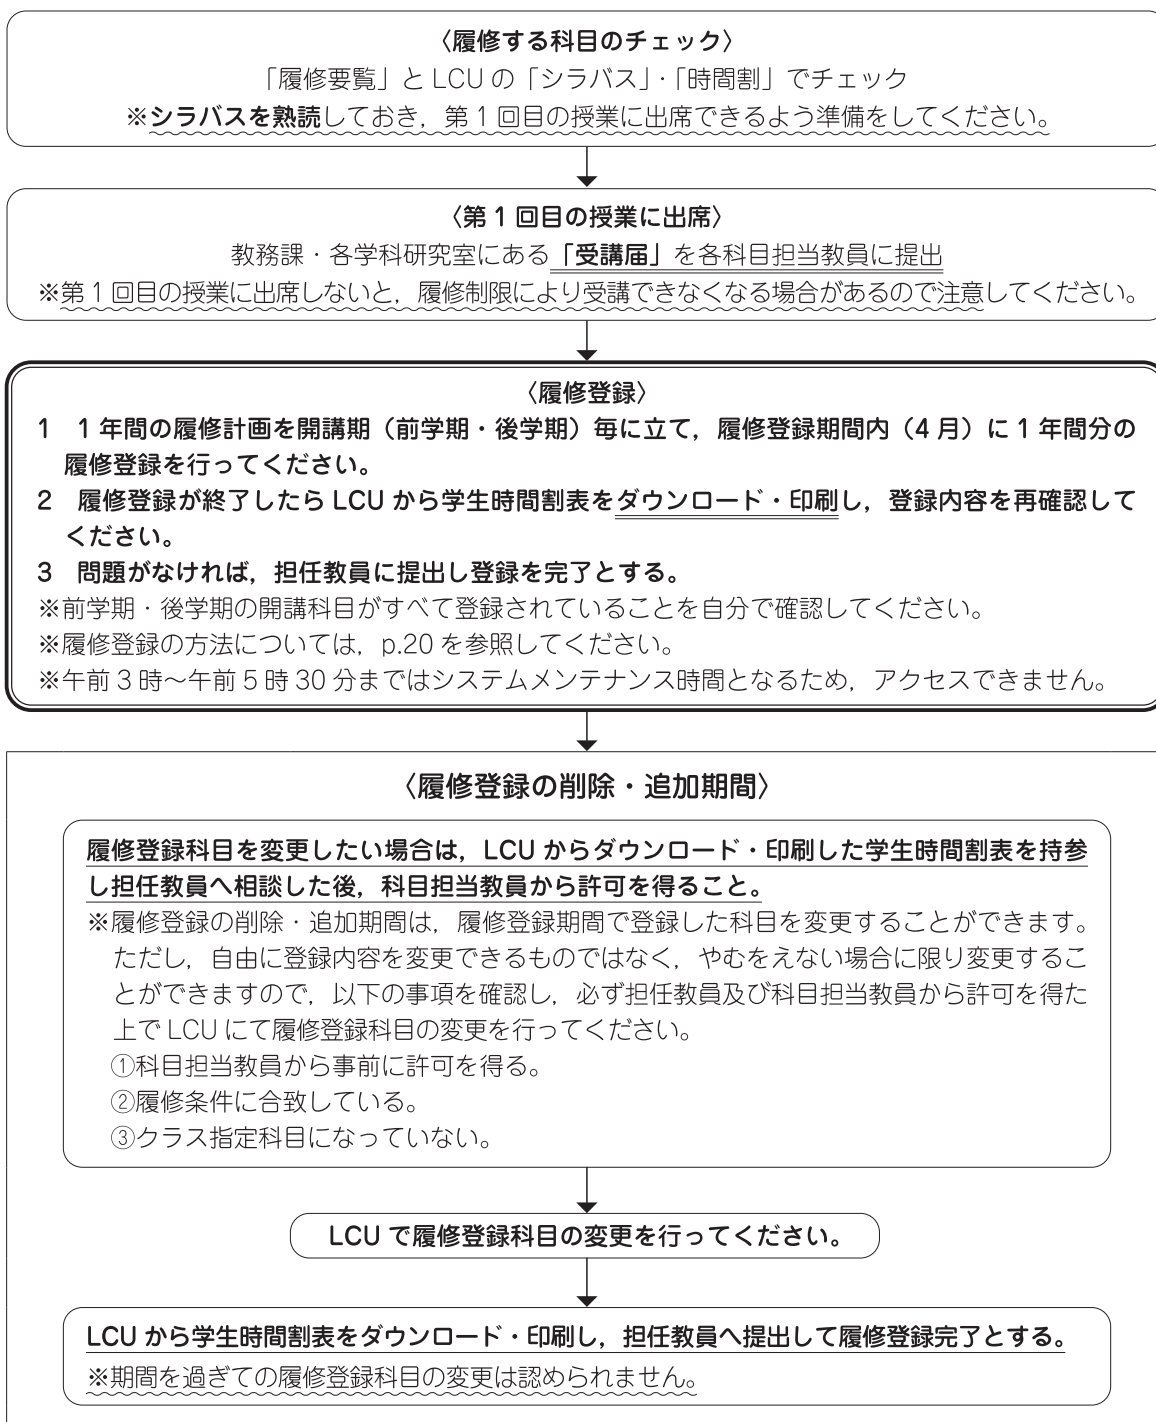 〈履修する科目のチェック〉
「履修要覧」と LCU の「シラバス」・「時間割」でチェック
※シラバスを熟読しておき，第 1 回目の授業に出席できるよう準備をしてください。
〈第 1 回目の授業に出席〉
教務課・各学科研究室にある「受講届」を各科目担当教員に提出
※第 1 回目の授業に出席しないと，履修制限により受講できなくなる場合があるので注意してください。
〈履修登録〉
1　1 年間の履修計画を開講期（前学期・後学期）毎に立て，履修登録期間内（4 月）に 1 年間分の
履修登録を行ってください。
2　履修登録が終了したら LCU から学生時間割表をダウンロード・印刷し，登録内容を再確認して
ください。
3　問題がなければ，担任教員に提出し登録を完了とする。
※前学期・後学期の開講科目がすべて登録されていることを自分で確認してください。
※履修登録の方法については，p.20 を参照してください。
※午前 3 時～午前 5 時 30 分まではシステムメンテナンス時間となるため，アクセスできません。
〈履修登録の削除・追加期間〉
履修登録科目を変更したい場合は，LCU からダウンロード・印刷した学生時間割表を持参
し担任教員へ相談した後，科目担当教員から許可を得ること。
※履修登録の削除・追加期間は，履修登録期間で登録した科目を変更することができます。
ただし，自由に登録内容を変更できるものではなく，やむをえない場合に限り変更するこ
とができますので，以下の事項を確認し，必ず担任教員及び科目担当教員から許可を得た
上で LCU にて履修登録科目の変更を行ってください。
①科目担当教員から事前に許可を得る。
②履修条件に合致している。
③クラス指定科目になっていない。
LCU で履修登録科目の変更を行ってください。
LCU から学生時間割表をダウンロード・印刷し，担任教員へ提出して履修登録完了とする。
※期間を過ぎての履修登録科目の変更は認められません。